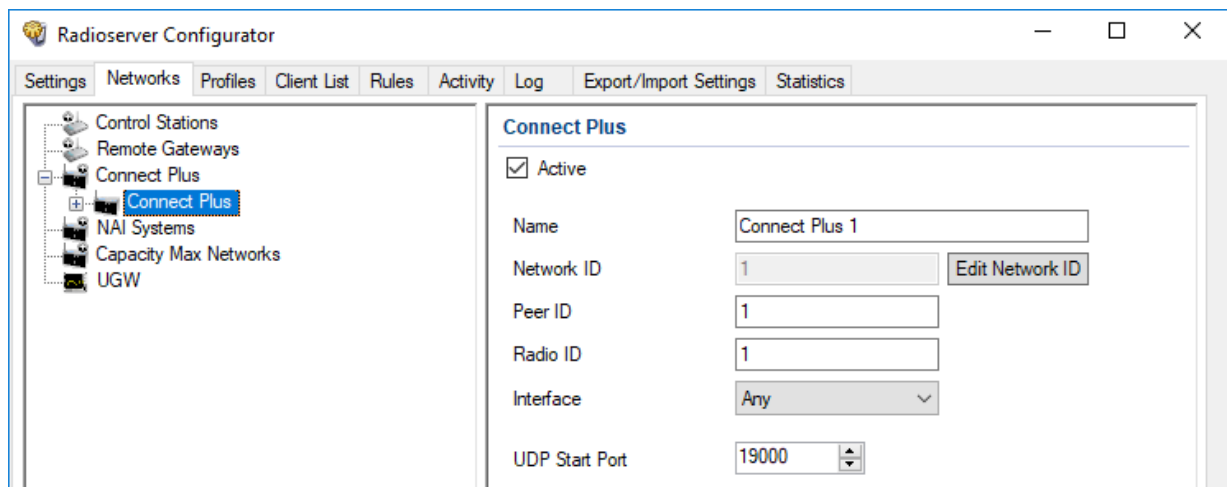 Radioserver Configurator
Settings Networks Profiles Client List Rules Activity Log Export/Import Settings Statistics
Control Stations
Remote Gateways
Connect Plus
Connect Plus
NAI Systems
Capacity Max Networks
UGW
Connect Plus
Active
Name Connect Plus 1
Network ID 1 Edit Network ID
Peer ID 1
Radio ID 1
Interface Any
UDP Start Port 19000